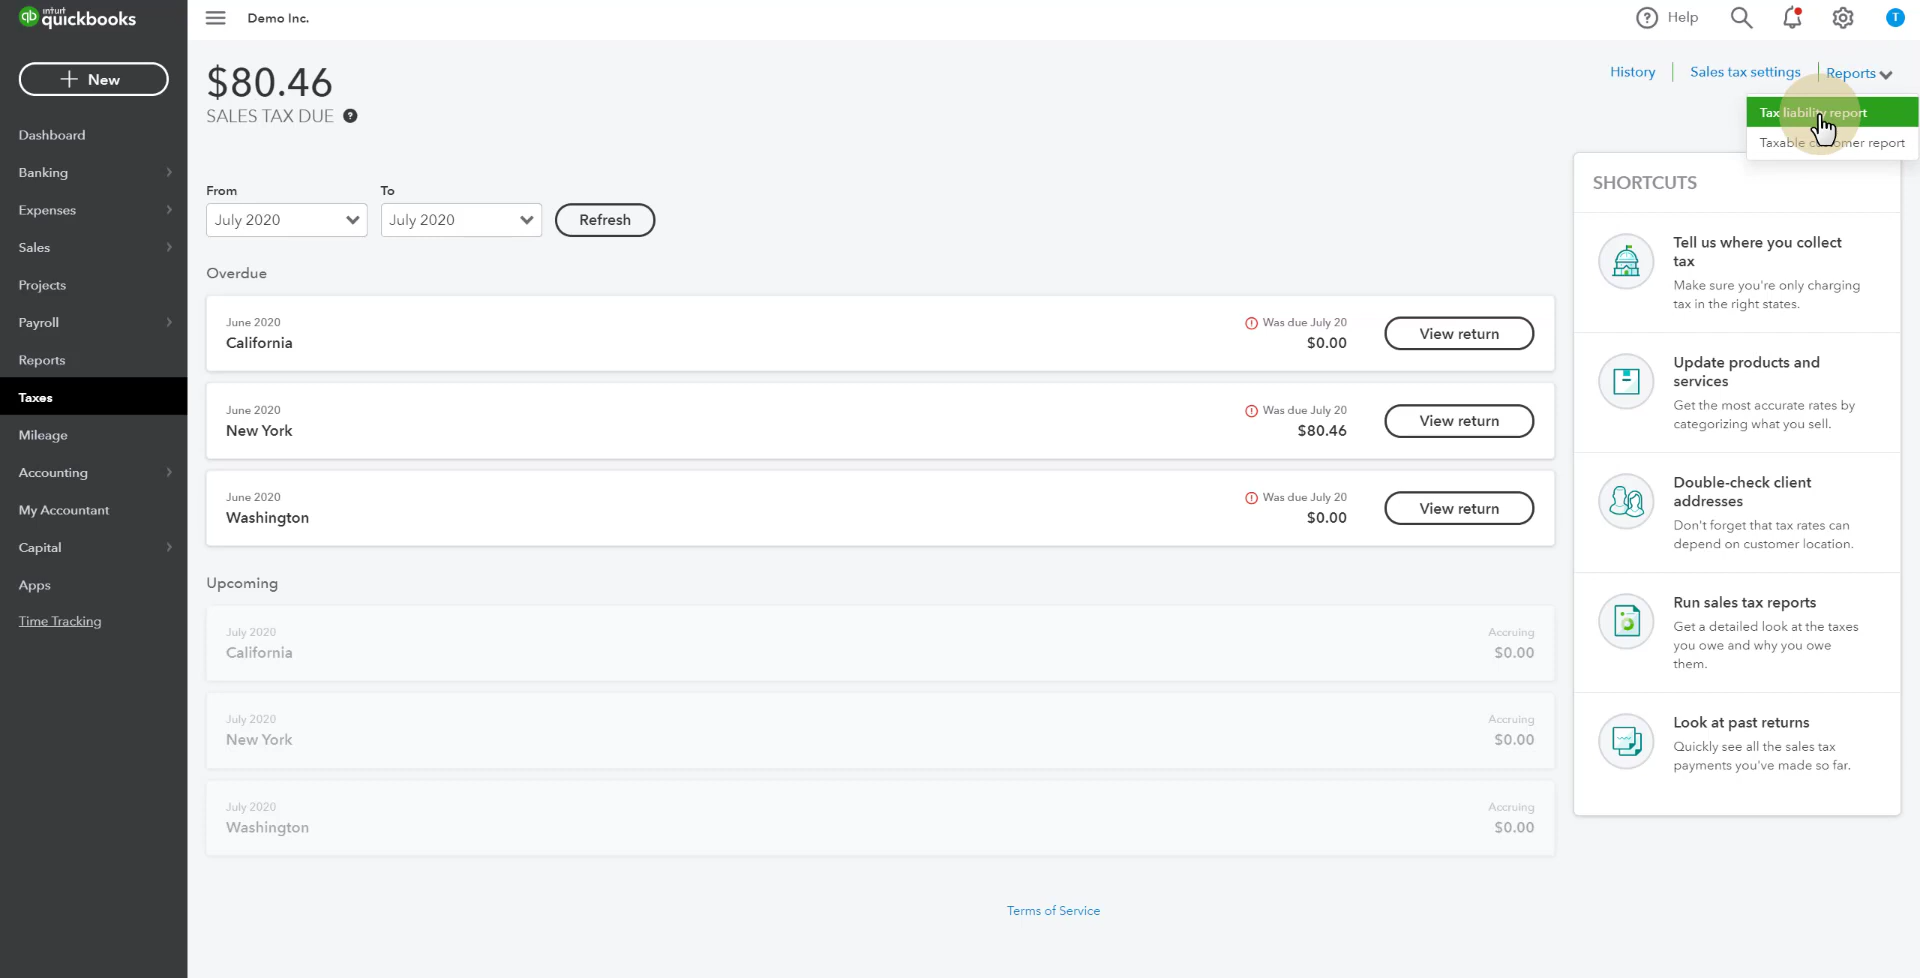 intuit
quickbooks
Demo Inc.
Help
T
New
Dashboard
Banking
Expenses
Sales
Projects
Payroll
Reports
Taxes
Mileage
Accounting
My Accountant
Capital
Apps
Time Tracking
$80.46
SALES TAX DUE ?
History
Sales tax settings
Reports
Tax liability report
Taxable customer report
From
To
July 2020
July 2020
Refresh
Overdue
June 2020
California
Was due July 20
$0.00
View return
June 2020
New York
Was due July 20
$80.46
View return
June 2020
Washington
Was due July 20
$0.00
View return
Upcoming
July 2020
California
Accruing
$0.00
July 2020
New York
Accruing
$0.00
July 2020
Washington
Accruing
$0.00
Terms of Service
SHORTCUTS
Tell us where you collect
tax
Make sure you're only charging
tax in the right states.
Update products and
services
Get the most accurate rates by
categorizing what you sell.
Double-check client
addresses
Don't forget that tax rates can
depend on customer location.
Run sales tax reports
Get a detailed look at the taxes
you owe and why you owe
them.
Look at past returns
Quickly see all the sales tax
payments you've made so far.